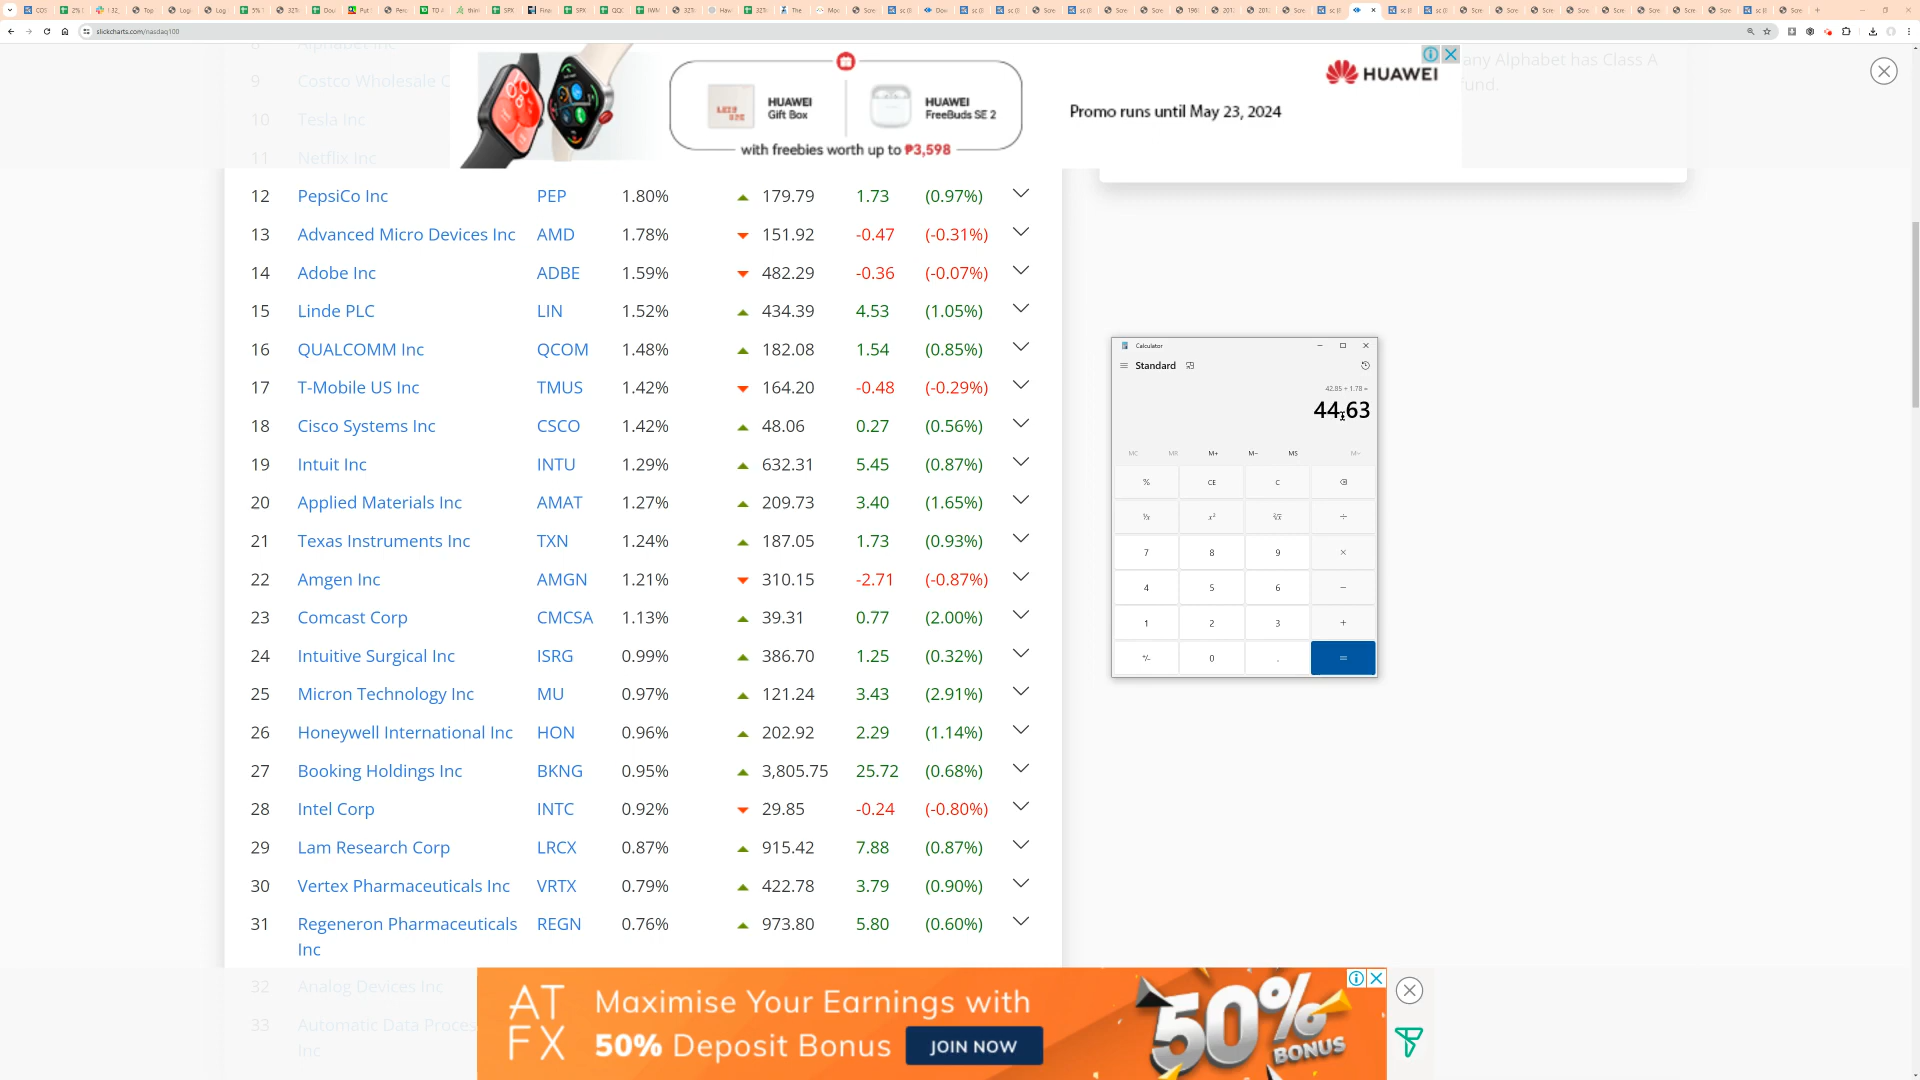 slickcharts.com/nasdaq100
8 Alphabet Inc
9 Costco Wholesale C
10 Tesla Inc
11 Netflix Inc
HUAWEI
Gift Box
HUAWEI
FreeBuds SE 2
with freebies worth up to ₱3,598
Promo runs until May 23, 2024
HUAWEI
any Alphabet has Class A
fund.
12 PepsiCo Inc PEP 1.80% 179.79 1.73 (0.97%)
13 Advanced Micro Devices Inc AMD 1.78% 151.92 -0.47 (-0.31%)
14 Adobe Inc ADBE 1.59% 482.29 -0.36 (-0.07%)
15 Linde PLC LIN 1.52% 434.39 4.53 (1.05%)
16 QUALCOMM Inc QCOM 1.48% 182.08 1.54 (0.85%)
17 T-Mobile US Inc TMUS 1.42% 164.20 -0.48 (-0.29%)
18 Cisco Systems Inc CSCO 1.42% 48.06 0.27 (0.56%)
19 Intuit Inc INTU 1.29% 632.31 5.45 (0.87%)
20 Applied Materials Inc AMAT 1.27% 209.73 3.40 (1.65%)
21 Texas Instruments Inc TXN 1.24% 187.05 1.73 (0.93%)
22 Amgen Inc AMGN 1.21% 310.15 -2.71 (-0.87%)
23 Comcast Corp CMCSA 1.13% 39.31 0.77 (2.00%)
24 Intuitive Surgical Inc ISRG 0.99% 386.70 1.25 (0.32%)
25 Micron Technology Inc MU 0.97% 121.24 3.43 (2.91%)
26 Honeywell International Inc HON 0.96% 202.92 2.29 (1.14%)
27 Booking Holdings Inc BKNG 0.95% 3,805.75 25.72 (0.68%)
28 Intel Corp INTC 0.92% 29.85 -0.24 (-0.80%)
29 Lam Research Corp LRCX 0.87% 915.42 7.88 (0.87%)
30 Vertex Pharmaceuticals Inc VRTX 0.79% 422.78 3.79 (0.90%)
31 Regeneron Pharmaceuticals REGN 0.76% 973.80 5.80 (0.60%)
Inc
32 Analog Devices Inc
33 Automatic Data Proces
Inc
Calculator
Standard
42.85 + 1.78 =
44.63
MC MR M+ M- MS M
% CE C
¹/x x² ²√x ÷
7 8 9 ×
4 5 6 −
1 2 3 +
+/- 0 . =
AT
FX
Maximise Your Earnings with
50% Deposit Bonus
JOIN NOW
50%
BONUS